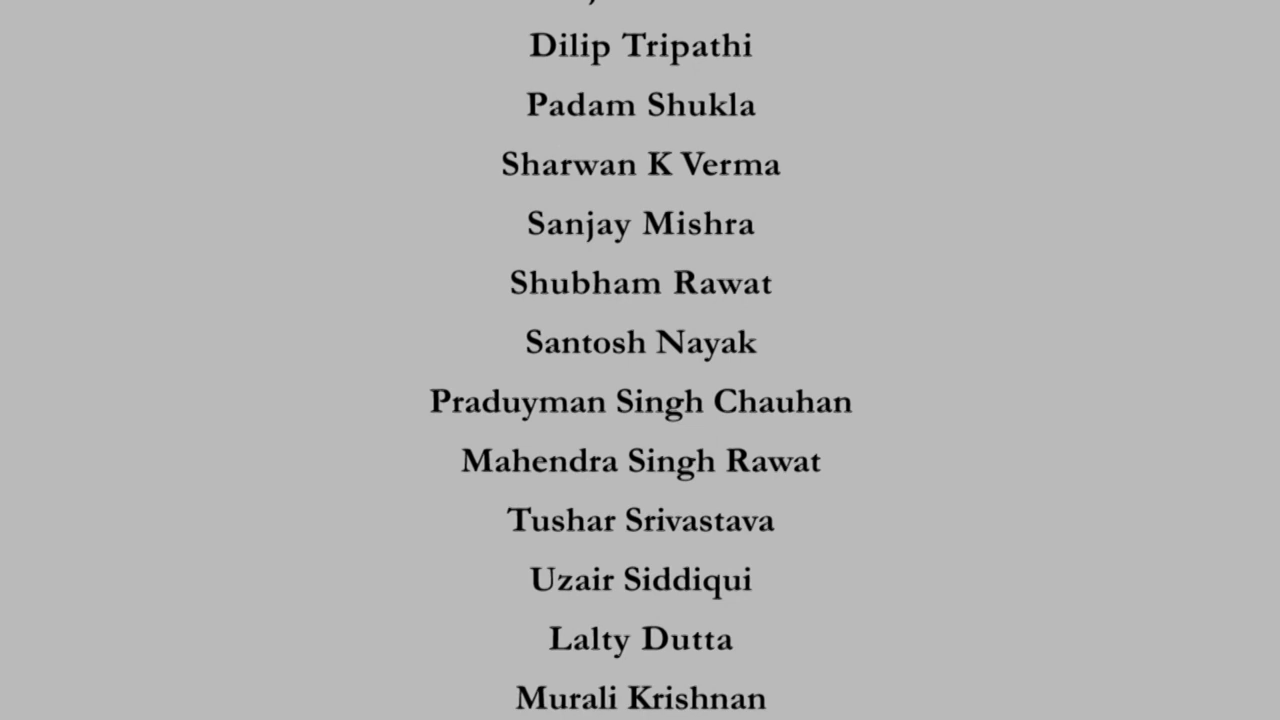 Dilip Tripathi
Padam Shukla
Sharwan K Verma
Sanjay Mishra
Shubham Rawat
Santosh Nayak
Praduyman Singh Chauhan
Mahendra Singh Rawat
Tushar Srivastava
Uzair Siddiqui
Lalty Dutta
Murali Krishnan